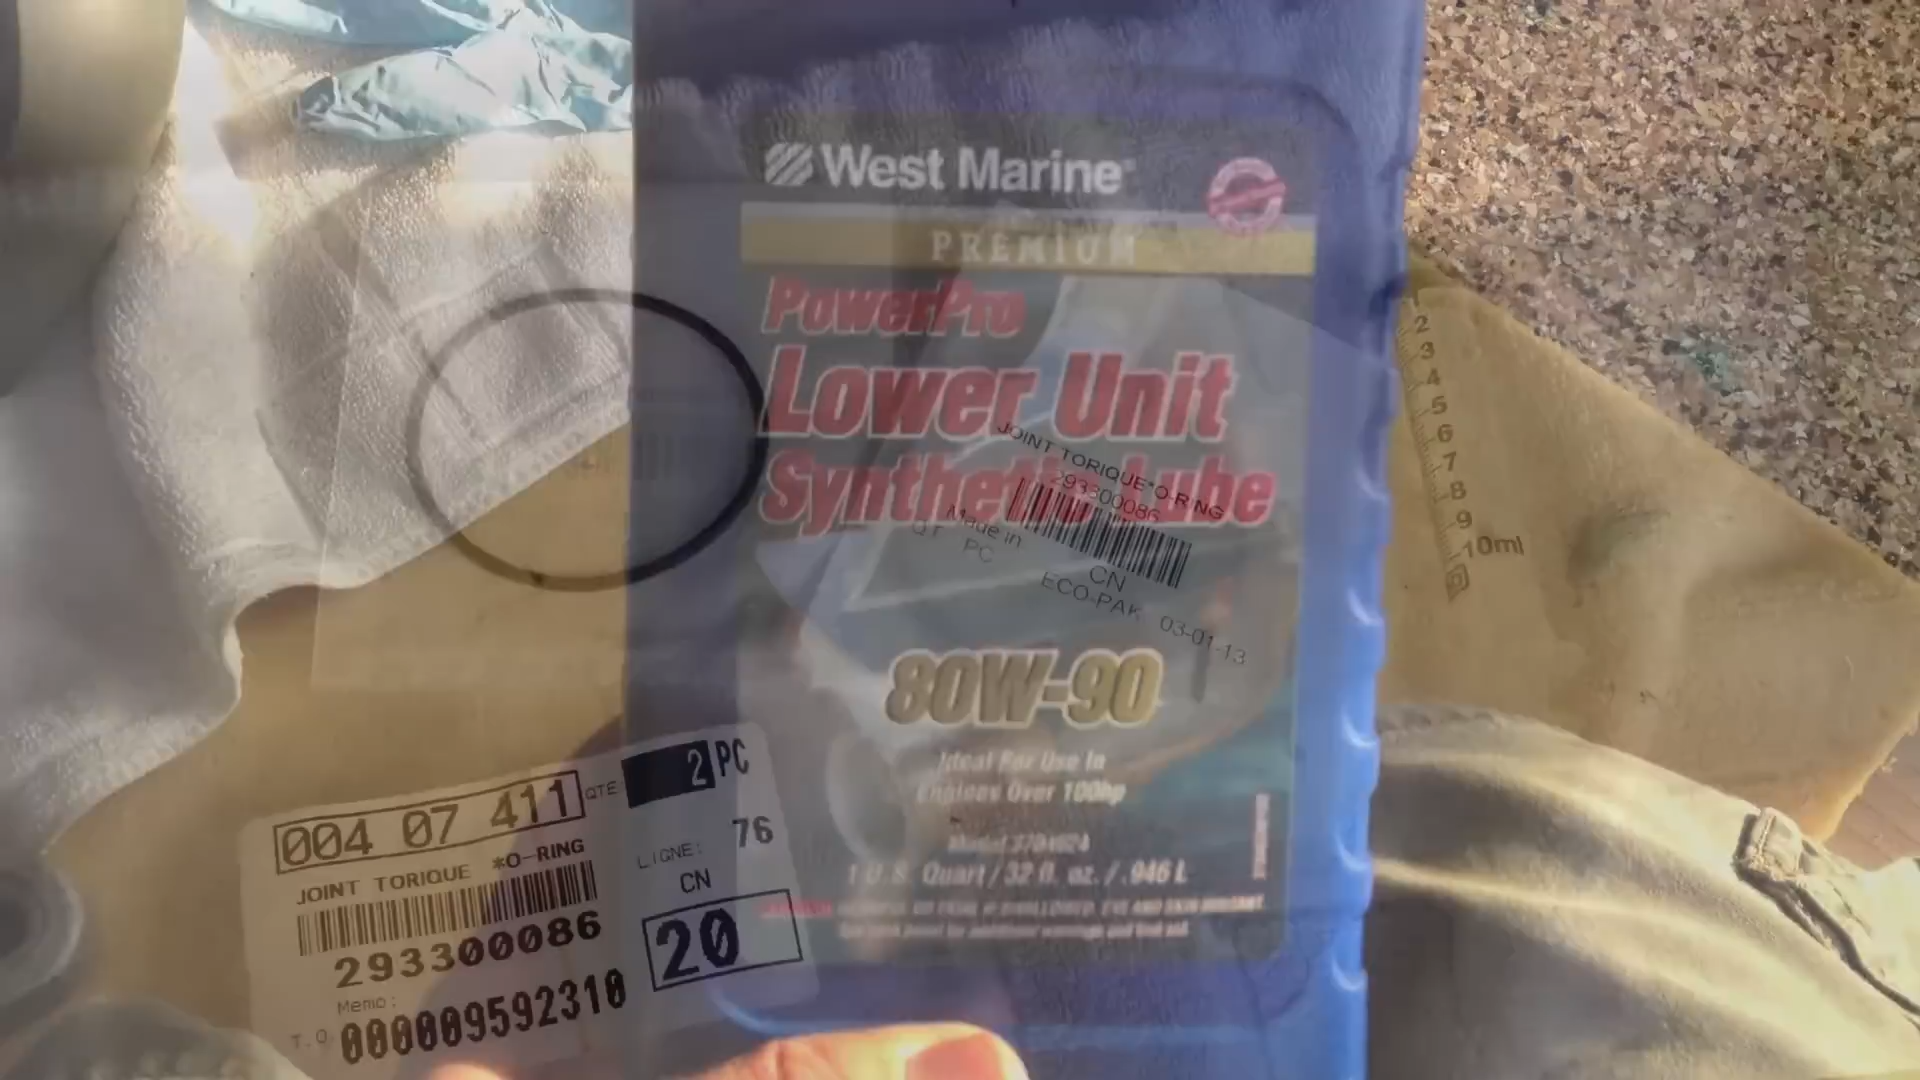 West Marine
PREMIUM
PowerPro
Lower Unit
Synthetic Lube
80W-90
Ideal For Use In
Engines Over 100hp
1 U.S. Quart / 32 fl. oz. / .946 L
JOINT TORIQUE*O-RING
293300086
Made in
CN
PC
ECO-PAK 03-01-13
2
3
4
5
6
7
8
9
10ml
004 07 411 QTE 2 PC
JOINT TORIQUE *O-RING
LIGNE: 76
CN
293300086
20
Memo:
T.O. 000009592310